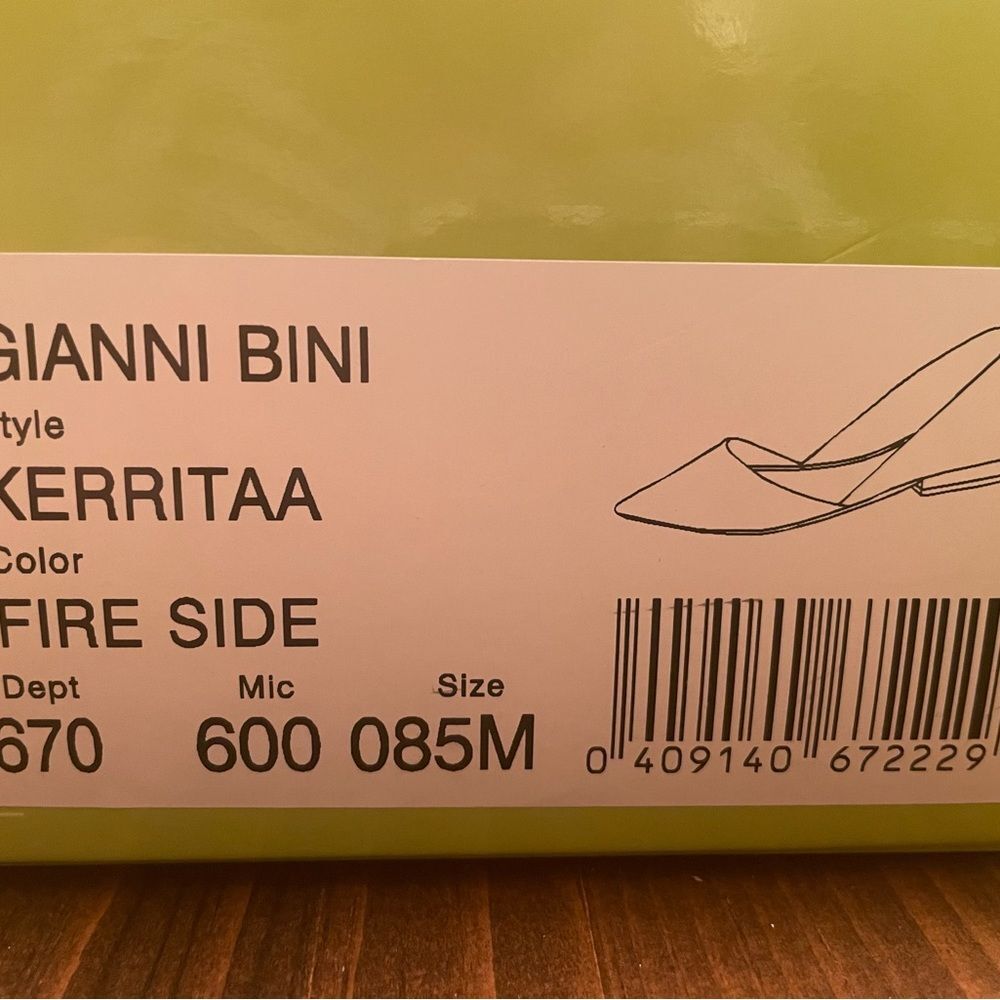 GIANNI BINI
tyle
KERRITAA
Color
FIRE SIDE
Dept Mic Size
670 600 085M
0 409140 672229